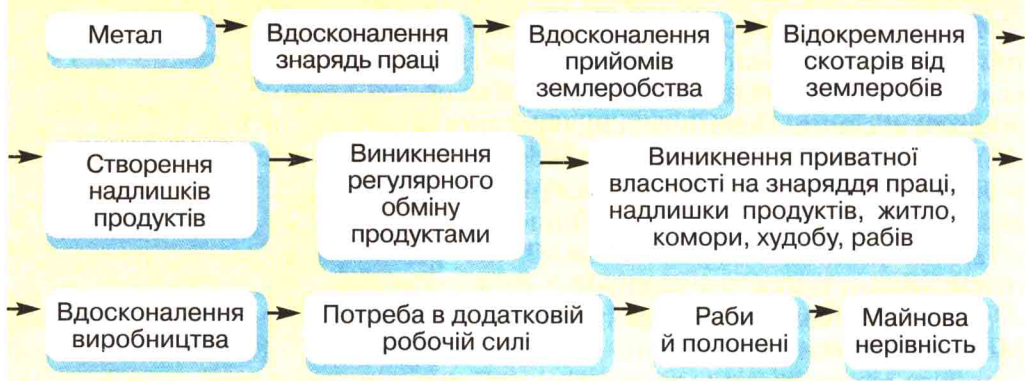 Метал
Вдосконалення
знарядь праці
Вдосконалення
прийомів
землеробства
Відокремлення
скотарів від
землеробів
Створення
надлишків
продуктів
Виникнення
регулярного
обміну
продуктами
Виникнення приватної
власності на знаряддя праці,
надлишки продуктів, житло,
комори, худобу, рабів
Вдосконалення
виробництва
Потреба в додатковій
робочій силі
Раби
й полонені
Майнова
нерівність